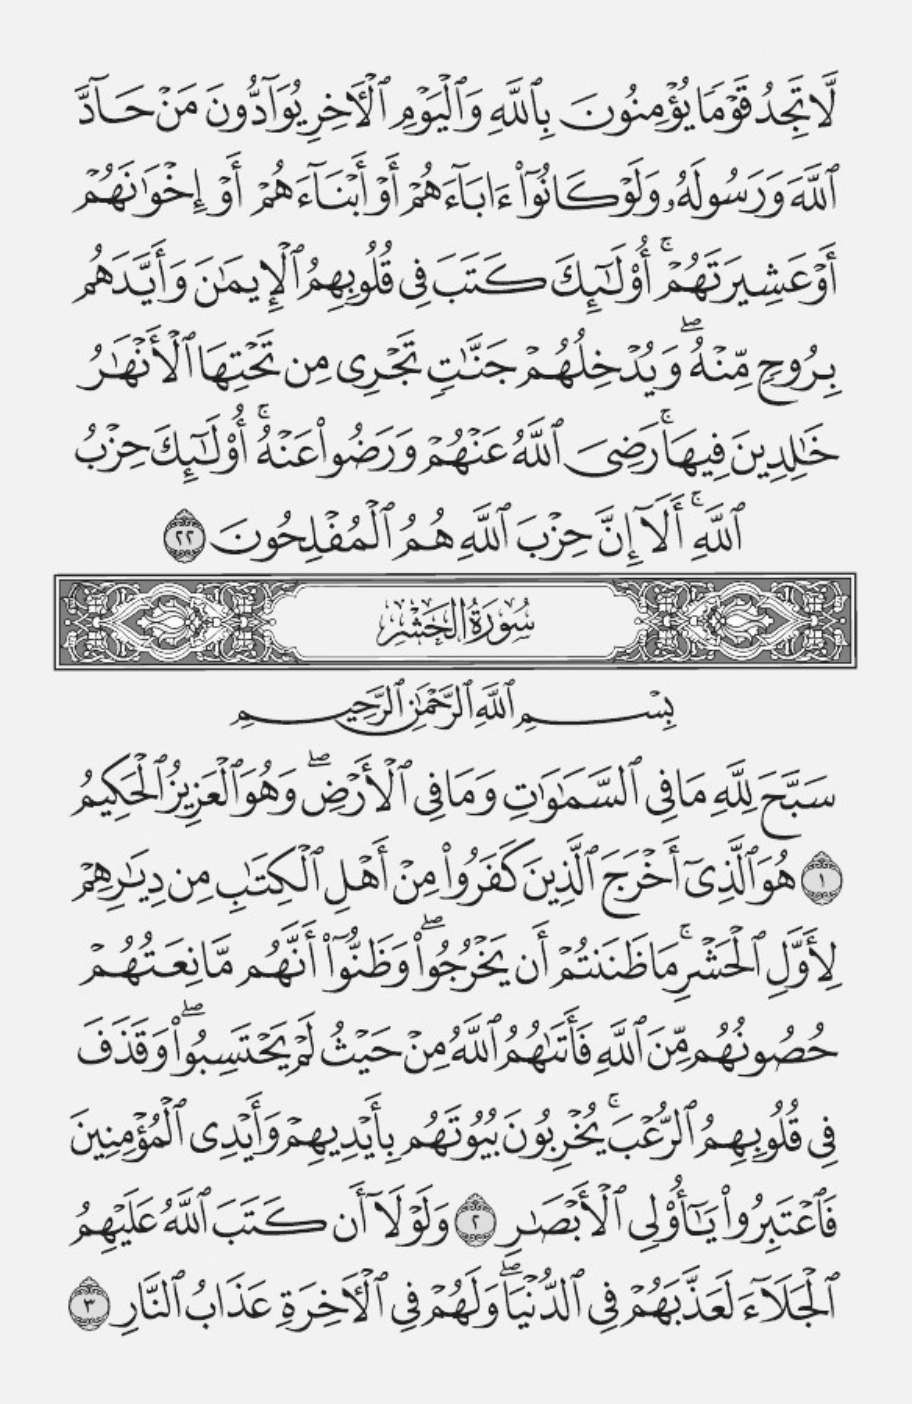 لَّا تَجِدُ قَوْمًا يُؤْمِنُونَ بِٱللَّهِ وَٱلْيَوْمِ ٱلْأَخِرِ يُوَآدُّونَ مَنْ حَآدَّ
ٱللَّهَ وَرَسُولَهُۥ وَلَوْ كَانُوٓا۟ ءَابَآءَهُمْ أَوْ أَبْنَآءَهُمْ أَوْ إِخْوَٰنَهُمْ
أَوْ عَشِيرَتَهُمْ ۚ أُو۟لَـٰٓئِكَ كَتَبَ فِى قُلُوبِهِمُ ٱلْإِيمَـٰنَ وَأَيَّدَهُم
بِرُوحٍ مِّنْهُ ۖ وَيُدْخِلُهُمْ جَنَّـٰتٍ تَجْرِى مِن تَحْتِهَا ٱلْأَنْهَـٰرُ
خَـٰلِدِينَ فِيهَا ۚ رَضِىَ ٱللَّهُ عَنْهُمْ وَرَضُوا۟ عَنْهُ ۚ أُو۟لَـٰٓئِكَ حِزْبُ
ٱللَّهِ ۚ أَلَآ إِنَّ حِزْبَ ٱللَّهِ هُمُ ٱلْمُفْلِحُونَ ٢٢
سُورَةُ الحَشْرِ
بِسْمِ ٱللَّهِ ٱلرَّحْمَـٰنِ ٱلرَّحِيمِ
سَبَّحَ لِلَّهِ مَا فِى ٱلسَّمَـٰوَٰتِ وَمَا فِى ٱلْأَرْضِ ۖ وَهُوَ ٱلْعَزِيزُ ٱلْحَكِيمُ
١ هُوَ ٱلَّذِىٓ أَخْرَجَ ٱلَّذِينَ كَفَرُوا۟ مِنْ أَهْلِ ٱلْكِتَـٰبِ مِن دِيَـٰرِهِمْ
لِأَوَّلِ ٱلْحَشْرِ ۚ مَا ظَنَنتُمْ أَن يَخْرُجُوا۟ ۖ وَظَنُّوٓا۟ أَنَّهُم مَّانِعَتُهُمْ
حُصُونُهُم مِّنَ ٱللَّهِ فَأَتَىٰهُمُ ٱللَّهُ مِنْ حَيْثُ لَمْ يَحْتَسِبُوا۟ ۖ وَقَذَفَ
فِى قُلُوبِهِمُ ٱلرُّعْبَ ۚ يُخْرِبُونَ بُيُوتَهُم بِأَيْدِيهِمْ وَأَيْدِى ٱلْمُؤْمِنِينَ
فَٱعْتَبِرُوا۟ يَـٰٓأُو۟لِى ٱلْأَبْصَـٰرِ ٢ وَلَوْلَآ أَن كَتَبَ ٱللَّهُ عَلَيْهِمُ
ٱلْجَلَآءَ لَعَذَّبَهُمْ فِى ٱلدُّنْيَا ۖ وَلَهُمْ فِى ٱلْأَخِرَةِ عَذَابُ ٱلنَّارِ ٣